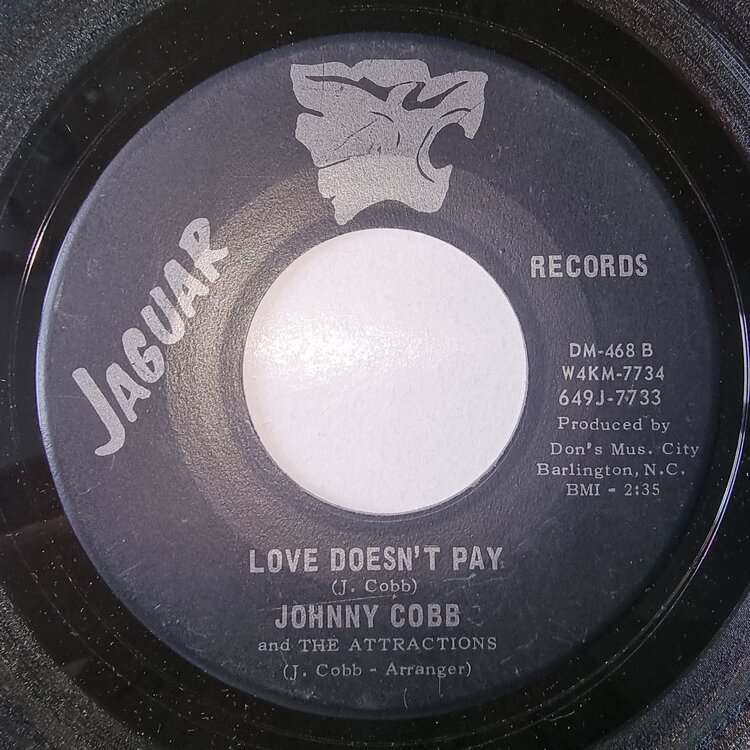 JAGUAR
RECORDS
DM-468 B
W4KM-7734
649J-7733
Produced by
Don's Mus. City
Barlington, N.C.
BMI - 2:35
LOVE DOESN'T PAY
(J. Cobb)
JOHNNY COBB
and THE ATTRACTIONS
(J. Cobb - Arranger)